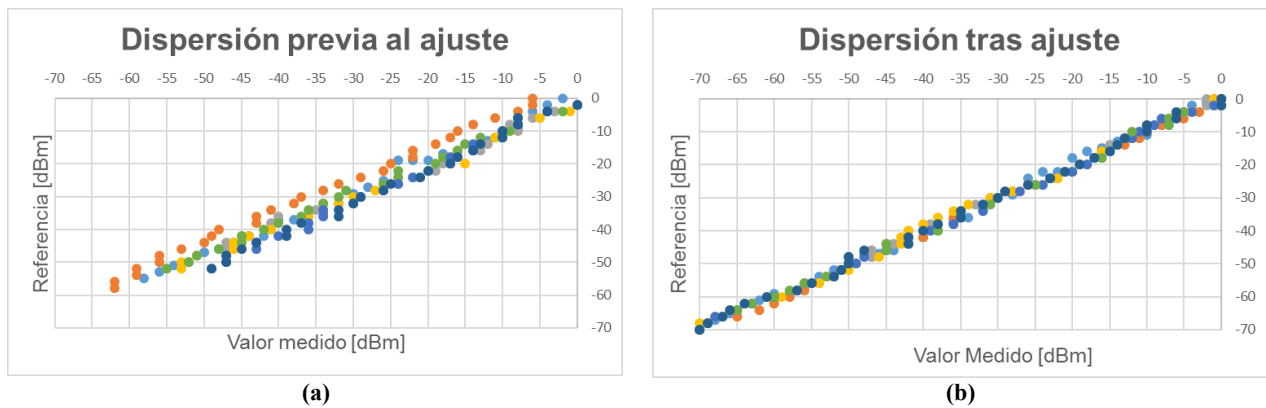 Dispersión previa al ajuste
-70 -65 -60 -55 -50 -45 -40 -35 -30 -25 -20 -15 -10 -5 0
0
-10
-20
-30
-40
-50
-60
-70
Referencia [dBm]
Valor medido [dBm]
(a)
Dispersión tras ajuste
-70 -65 -60 -55 -50 -45 -40 -35 -30 -25 -20 -15 -10 -5 0
0
-10
-20
-30
-40
-50
-60
-70
Referencia [dBm]
Valor Medido [dBm]
(b)